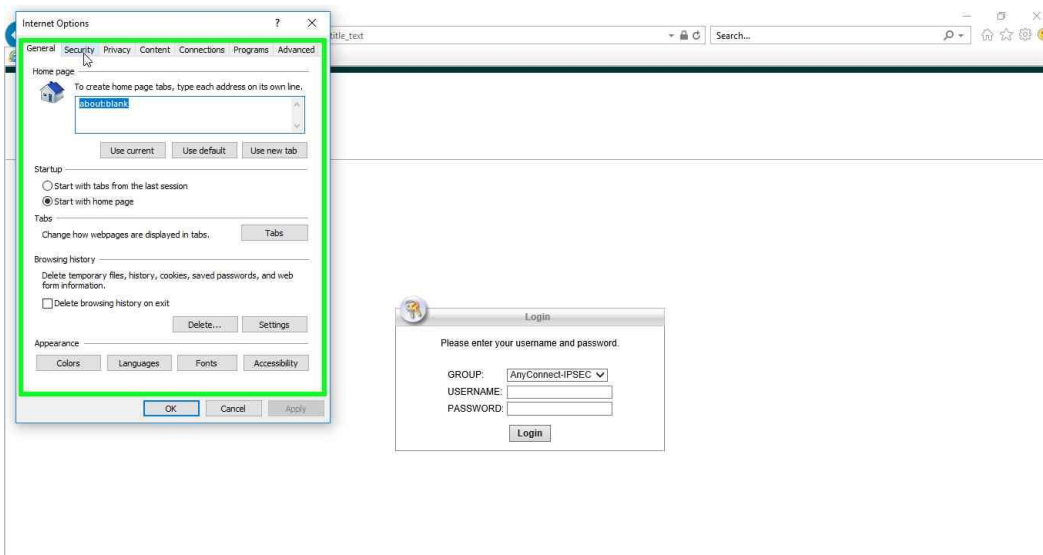 Internet Options
?
General Security Privacy Content Connections Programs Advanced
Home page
To create home page tabs, type each address on its own line.
about:blank
Use current Use default Use new tab
Startup
Start with tabs from the last session
Start with home page
Tabs
Change how webpages are displayed in tabs.
Tabs
Browsing history
Delete temporary files, history, cookies, saved passwords, and web
form information.
Delete browsing history on exit
Delete... Settings
Appearance
Colors Languages Fonts Accessibility
OK Cancel Apply
title_text
Search...
Login
Please enter your username and password.
GROUP: AnyConnect-IPSEC
USERNAME:
PASSWORD:
Login